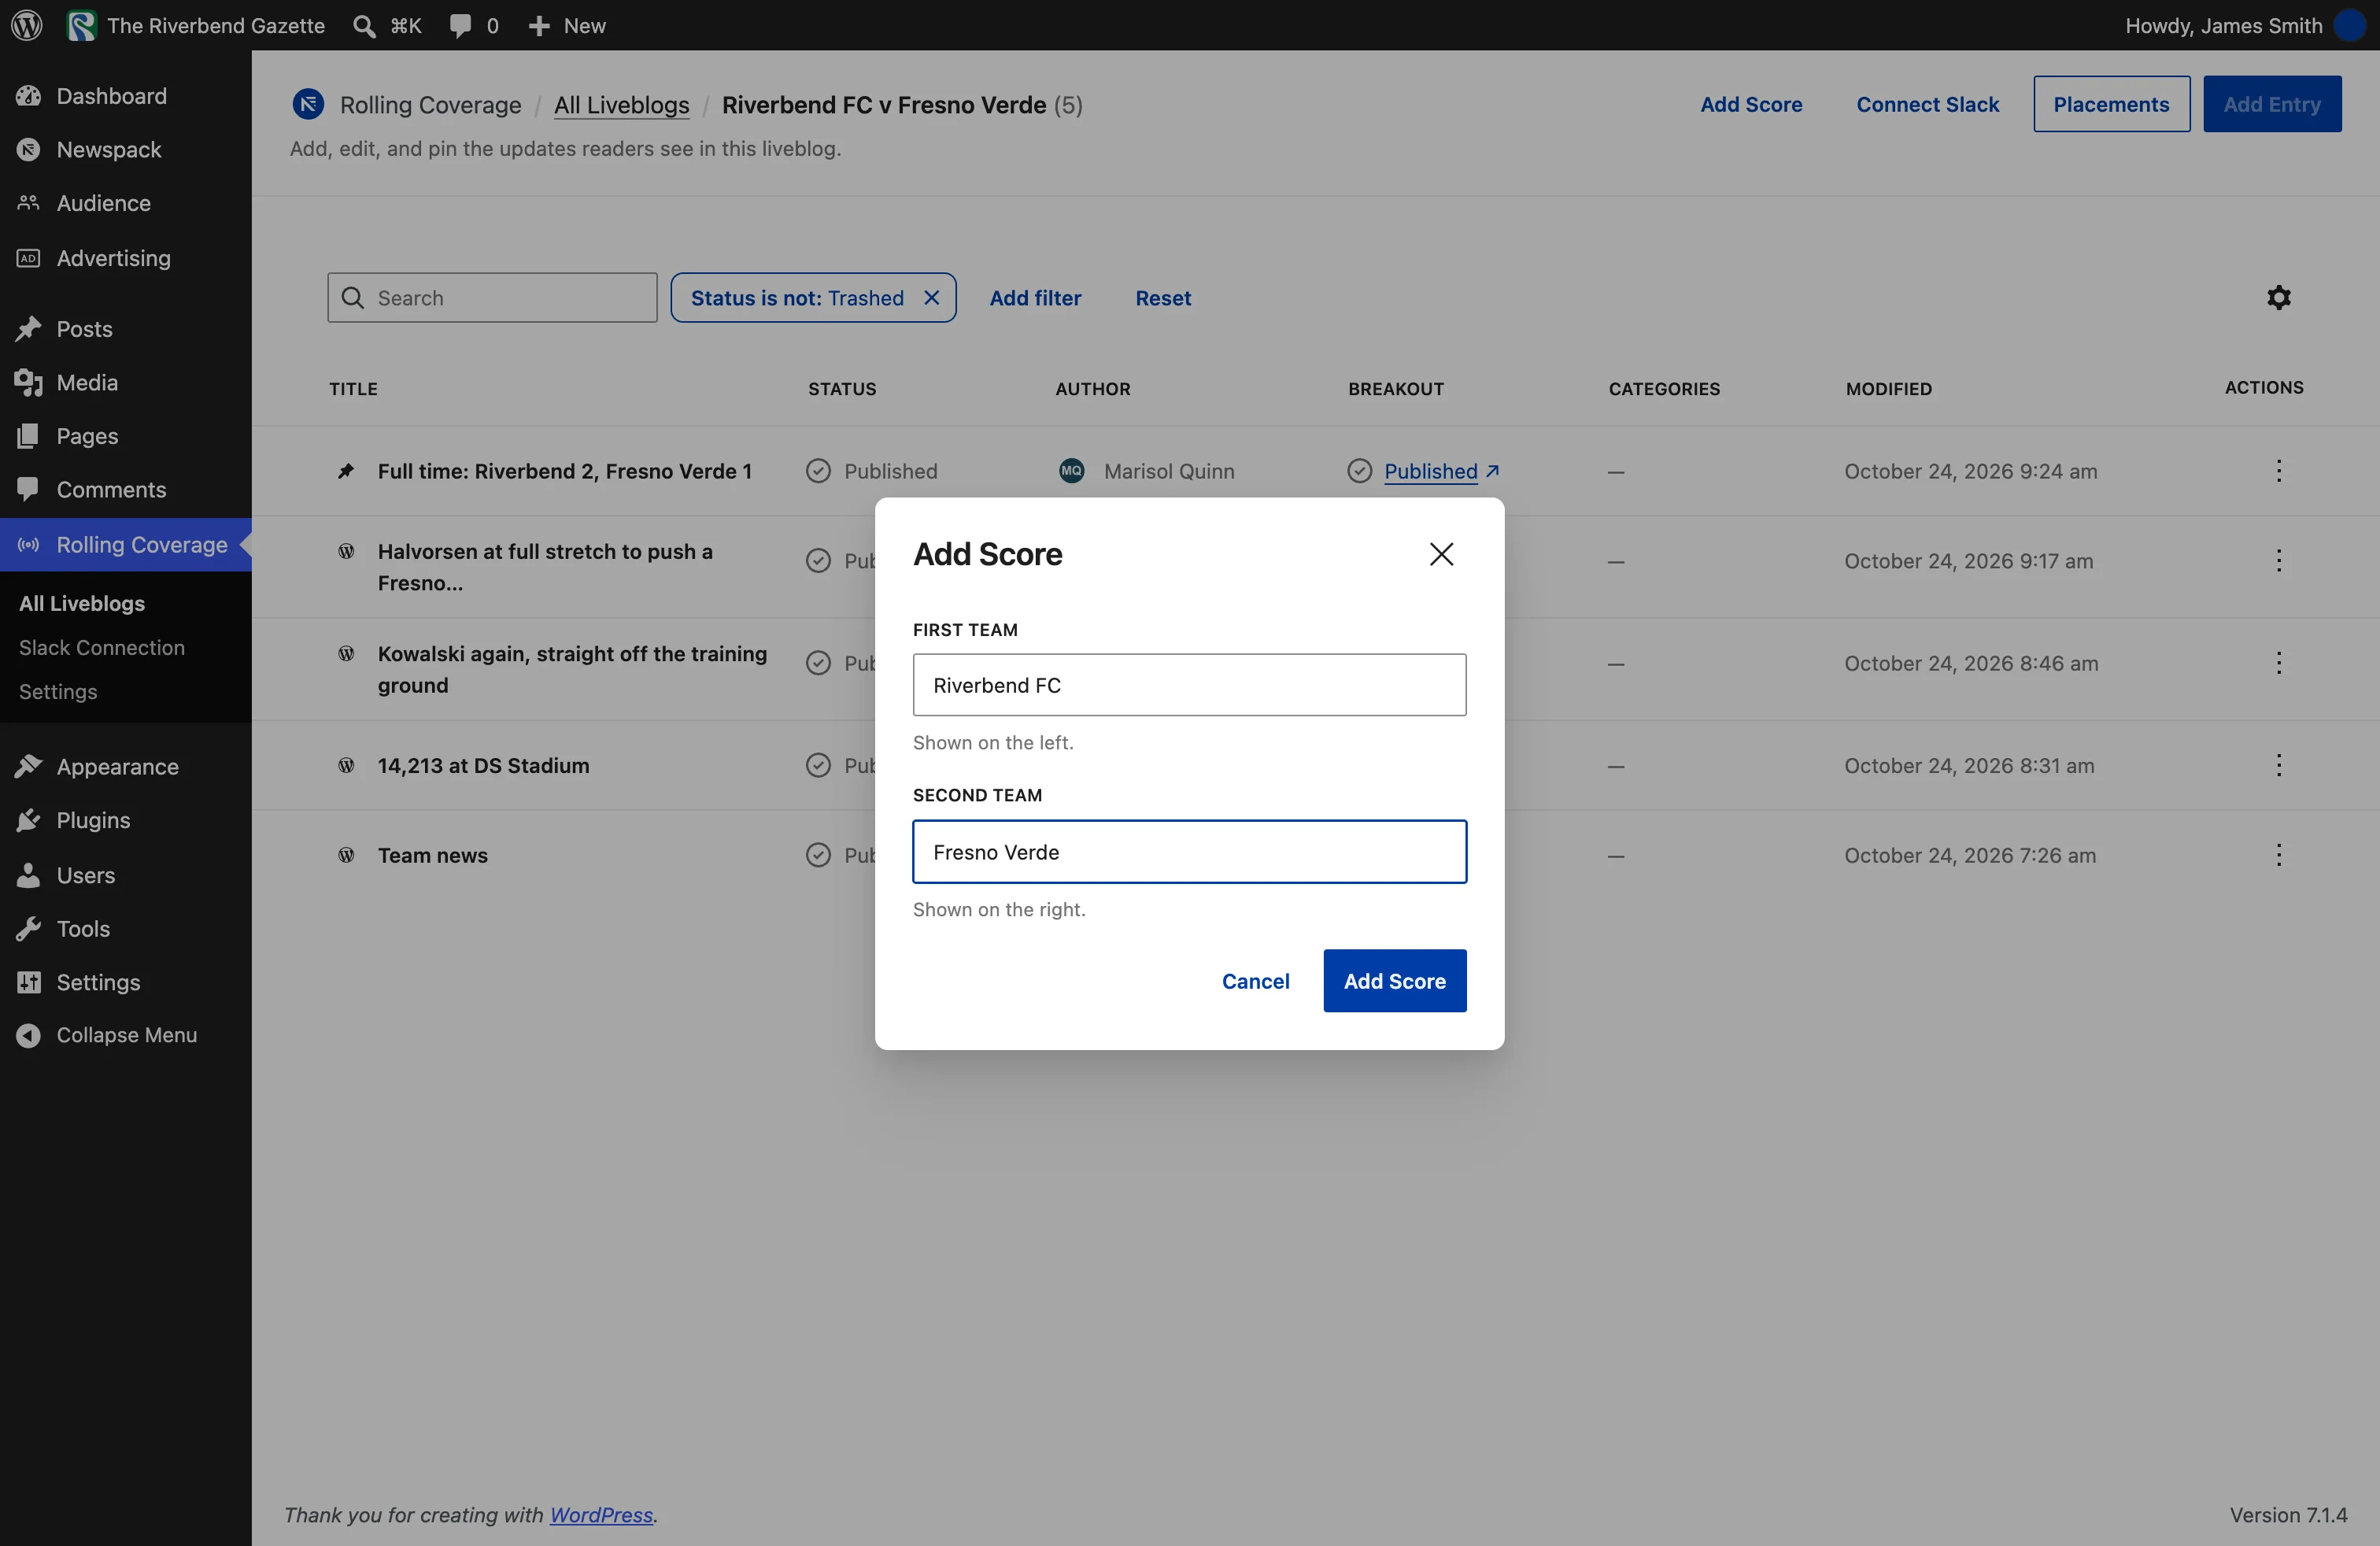 The Riverbend Gazette ⌘K 0 New Howdy, James Smith
Dashboard
Newspack
Audience
Advertising
Posts
Media
Pages
Comments
Rolling Coverage
All Liveblogs
Slack Connection
Settings
Appearance
Plugins
Users
Tools
Settings
Collapse Menu
Rolling Coverage / All Liveblogs / Riverbend FC v Fresno Verde (5)
Add, edit, and pin the updates readers see in this liveblog.
Add Score Connect Slack Placements Add Entry
Search Status is not: Trashed Add filter Reset
TITLE STATUS AUTHOR BREAKOUT CATEGORIES MODIFIED ACTIONS
Full time: Riverbend 2, Fresno Verde 1 Published MQ Marisol Quinn Published ↗ — October 24, 2026 9:24 am
Halvorsen at full stretch to push a
Fresno... Pub — October 24, 2026 9:17 am
Kowalski again, straight off the training
ground Pub — October 24, 2026 8:46 am
14,213 at DS Stadium Pub — October 24, 2026 8:31 am
Team news Pub — October 24, 2026 7:26 am
Add Score
FIRST TEAM
Riverbend FC
Shown on the left.
SECOND TEAM
Fresno Verde
Shown on the right.
Cancel Add Score
Thank you for creating with WordPress. Version 7.1.4